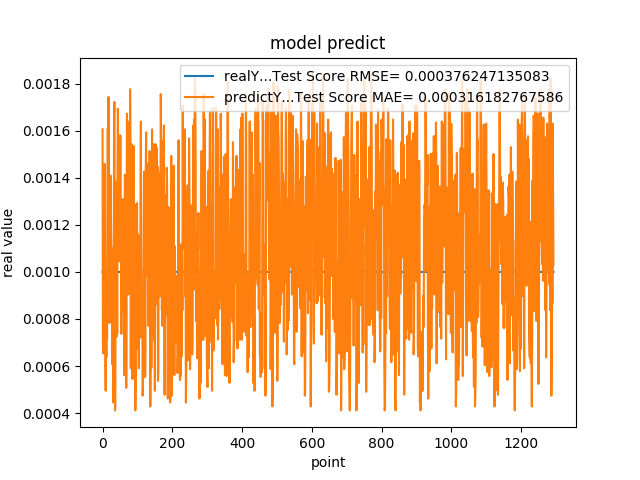 model predict
realY...Test Score RMSE= 0.000376247135083
predictY...Test Score MAE= 0.000316182767586
real value
0.0018
0.0016
0.0014
0.0012
0.0010
0.0008
0.0006
0.0004
0 200 400 600 800 1000 1200
point